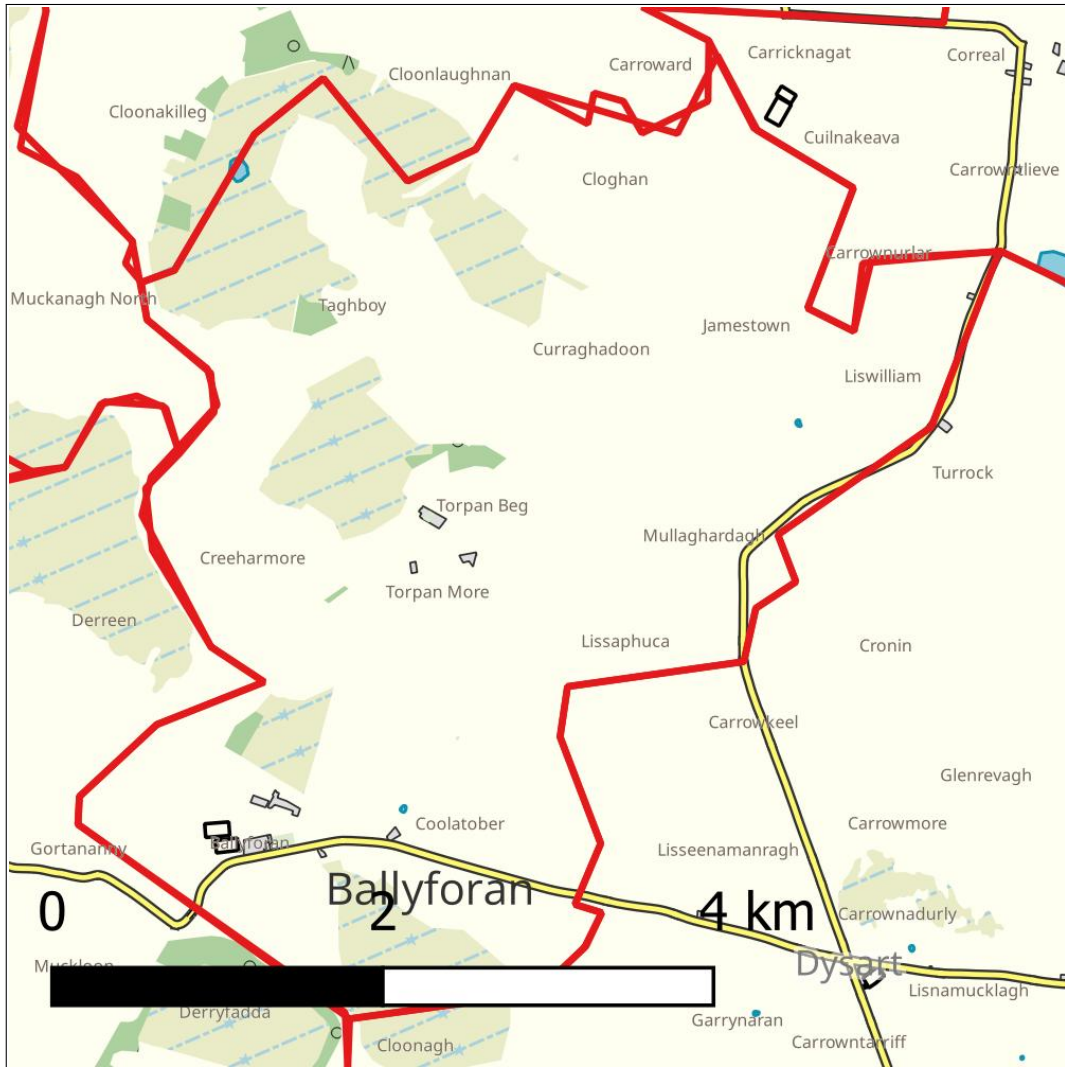 Carricknagat
Correal
Carroward
Cloonlaughnan
Cloonakilleg
Cuilnakeava
Carrowntlieve
Cloghan
Carrownurlar
Muckanagh North
Taghboy
Jamestown
Curraghadoon
Liswilliam
Turrock
Torpan Beg
Mullaghardagh
Creeharmore
Torpan More
Derreen
Lissaphuca
Cronin
Carrowkeel
Glenrevagh
Coolatober
Carrowmore
Ballyforan
Gortananny
Lisseenamanragh
Ballyforan
0
2
4 km
Carrownadurly
Muckloon
Dysart
Lisnamucklagh
Derryfadda
Garrynaran
Cloonagh
Carrowntarriff